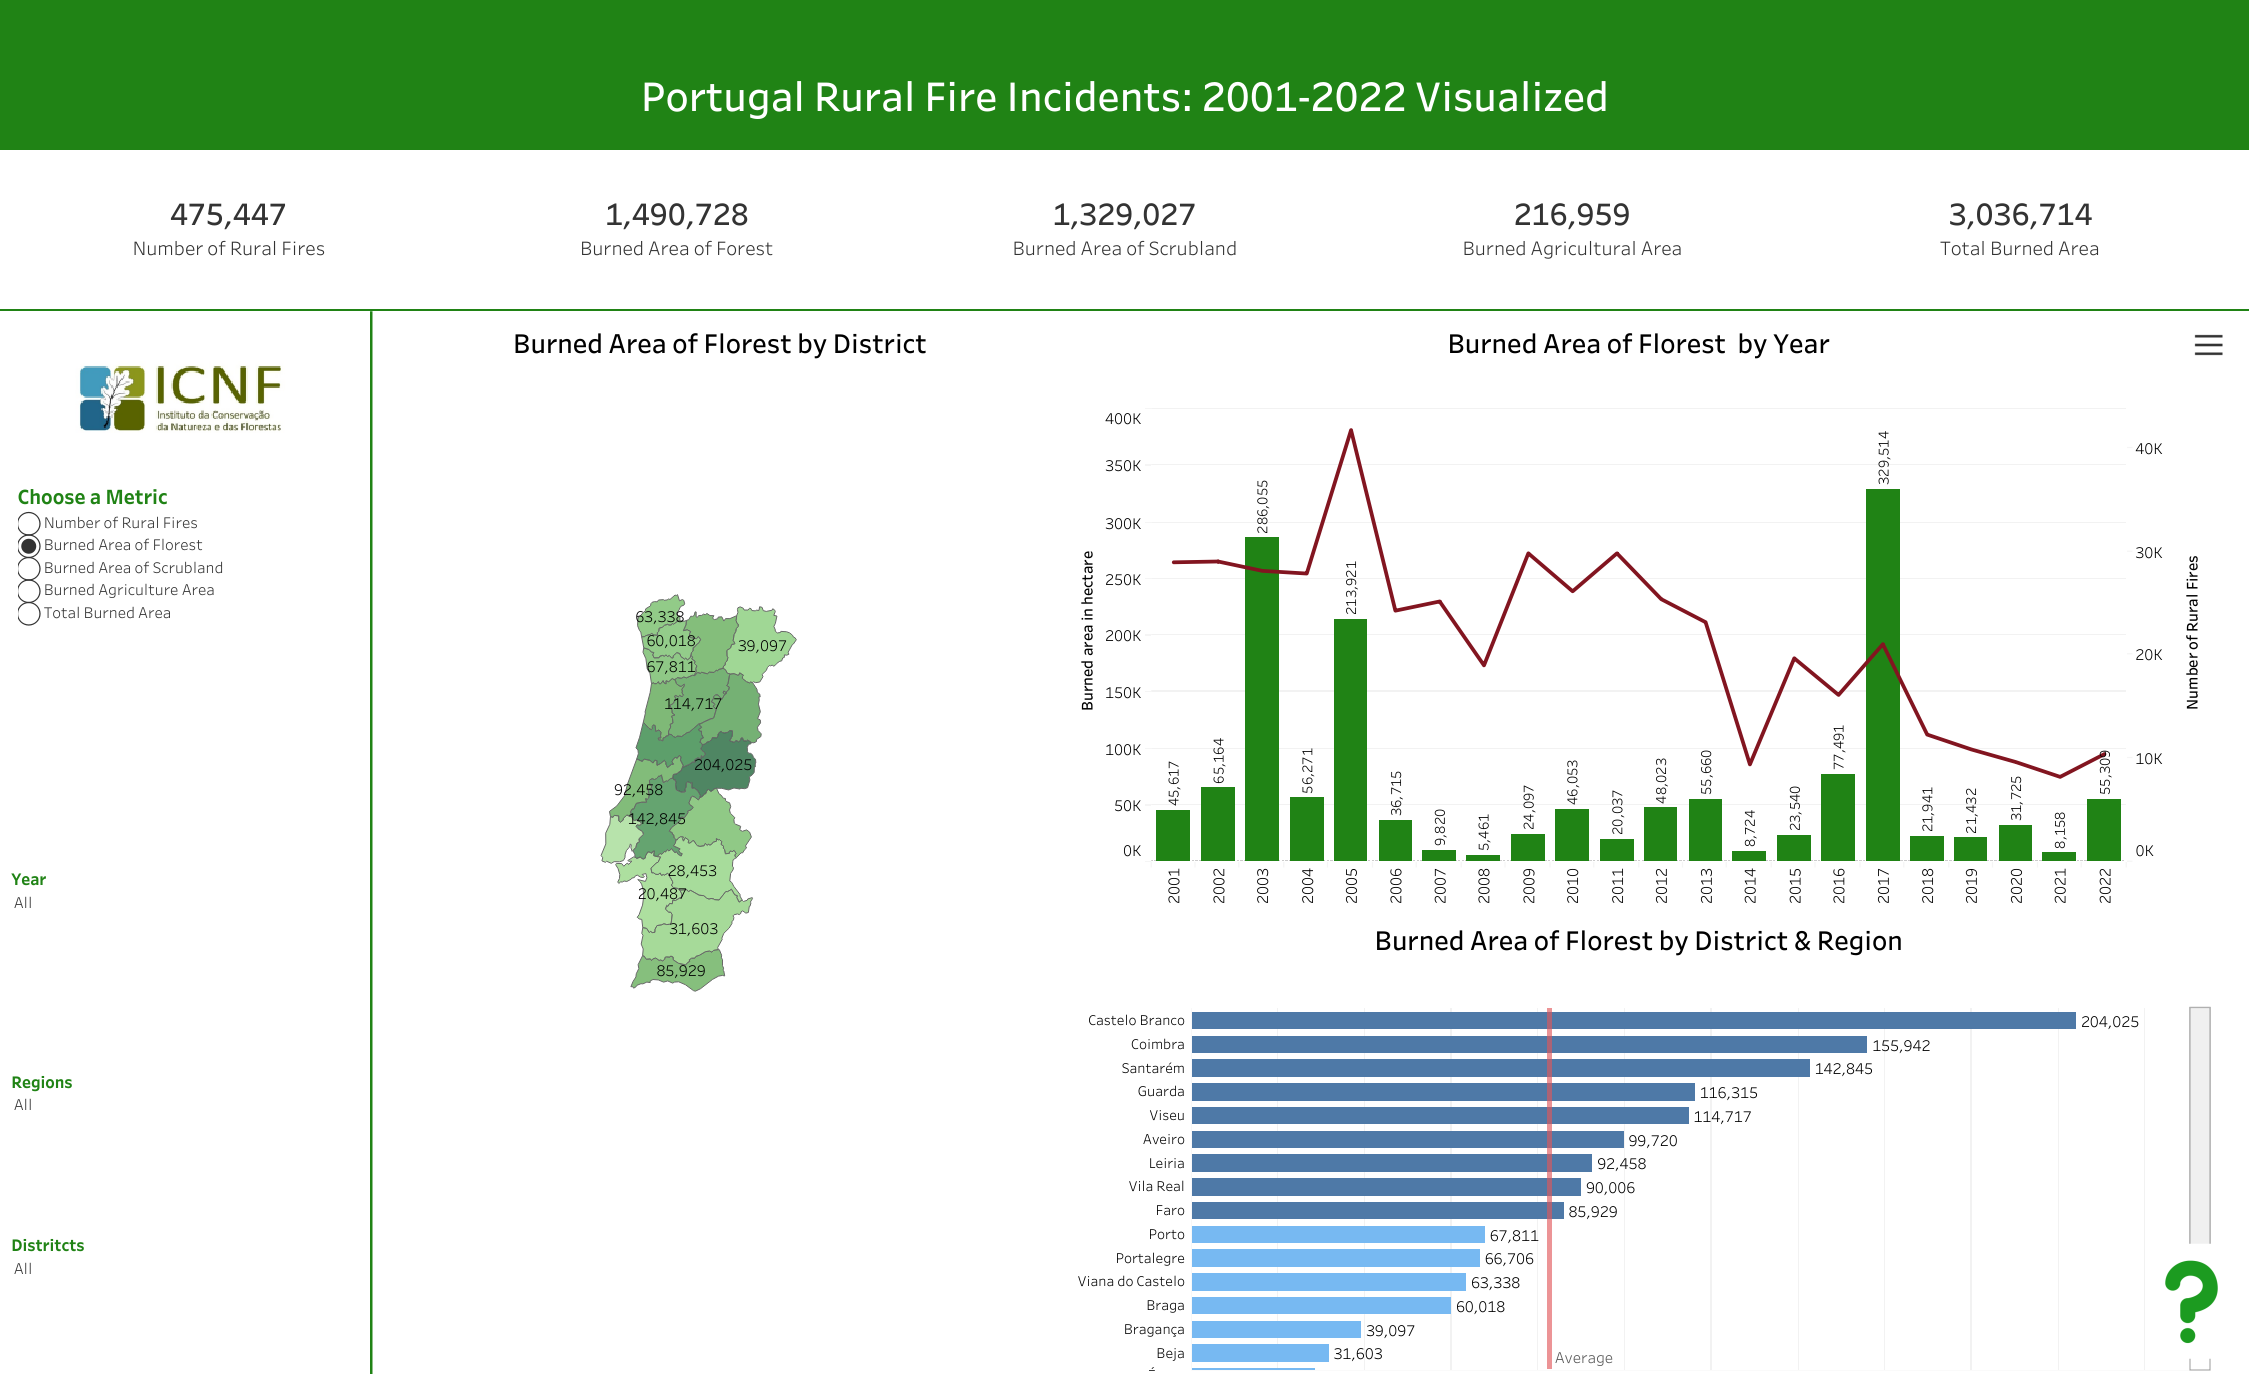 Portugal Rural Fire Incidents: 2001-2022 Visualized
475,447
Number of Rural Fires
1,490,728
Burned Area of Forest
1,329,027
Burned Area of Scrubland
216,959
Burned Agricultural Area
3,036,714
Total Burned Area
ICNF
Instituto da Conservação
da Natureza e das Florestas
Choose a Metric
Number of Rural Fires
Burned Area of Florest
Burned Area of Scrubland
Burned Agriculture Area
Total Burned Area
Year
All
Regions
All
Distritcts
All
Burned Area of Florest by District
63,338
60,018
39,097
67,811
114,717
204,025
92,458
142,845
28,453
20,487
31,603
85,929
Burned Area of Florest by Year
Burned area in hectare
400K
350K
300K
250K
200K
150K
100K
50K
0K
45,617
65,164
286,055
56,271
213,921
36,715
9,820
5,461
24,097
46,053
20,037
48,023
55,660
8,724
23,540
77,491
329,514
21,941
21,432
31,725
8,158
55,309
40K
30K
20K
10K
0K
Number of Rural Fires
2001
2002
2003
2004
2005
2006
2007
2008
2009
2010
2011
2012
2013
2014
2015
2016
2017
2018
2019
2020
2021
2022
Burned Area of Florest by District & Region
Castelo Branco 204,025
Coimbra 155,942
Santarém 142,845
Guarda 116,315
Viseu 114,717
Aveiro 99,720
Leiria 92,458
Vila Real 90,006
Faro 85,929
Porto 67,811
Portalegre 66,706
Viana do Castelo 63,338
Braga 60,018
Bragança 39,097
Beja 31,603
Average
?